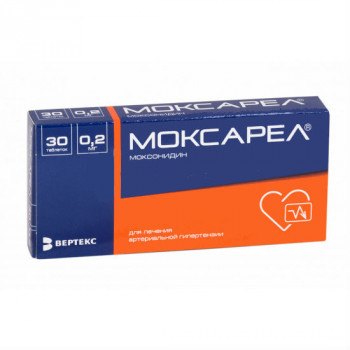 30
таблеток
0,2
мг
МОКСАРЕЛ®
МОКСОНИДИН
ВЕРТЕКС
для лечения
артериальной гипертензии